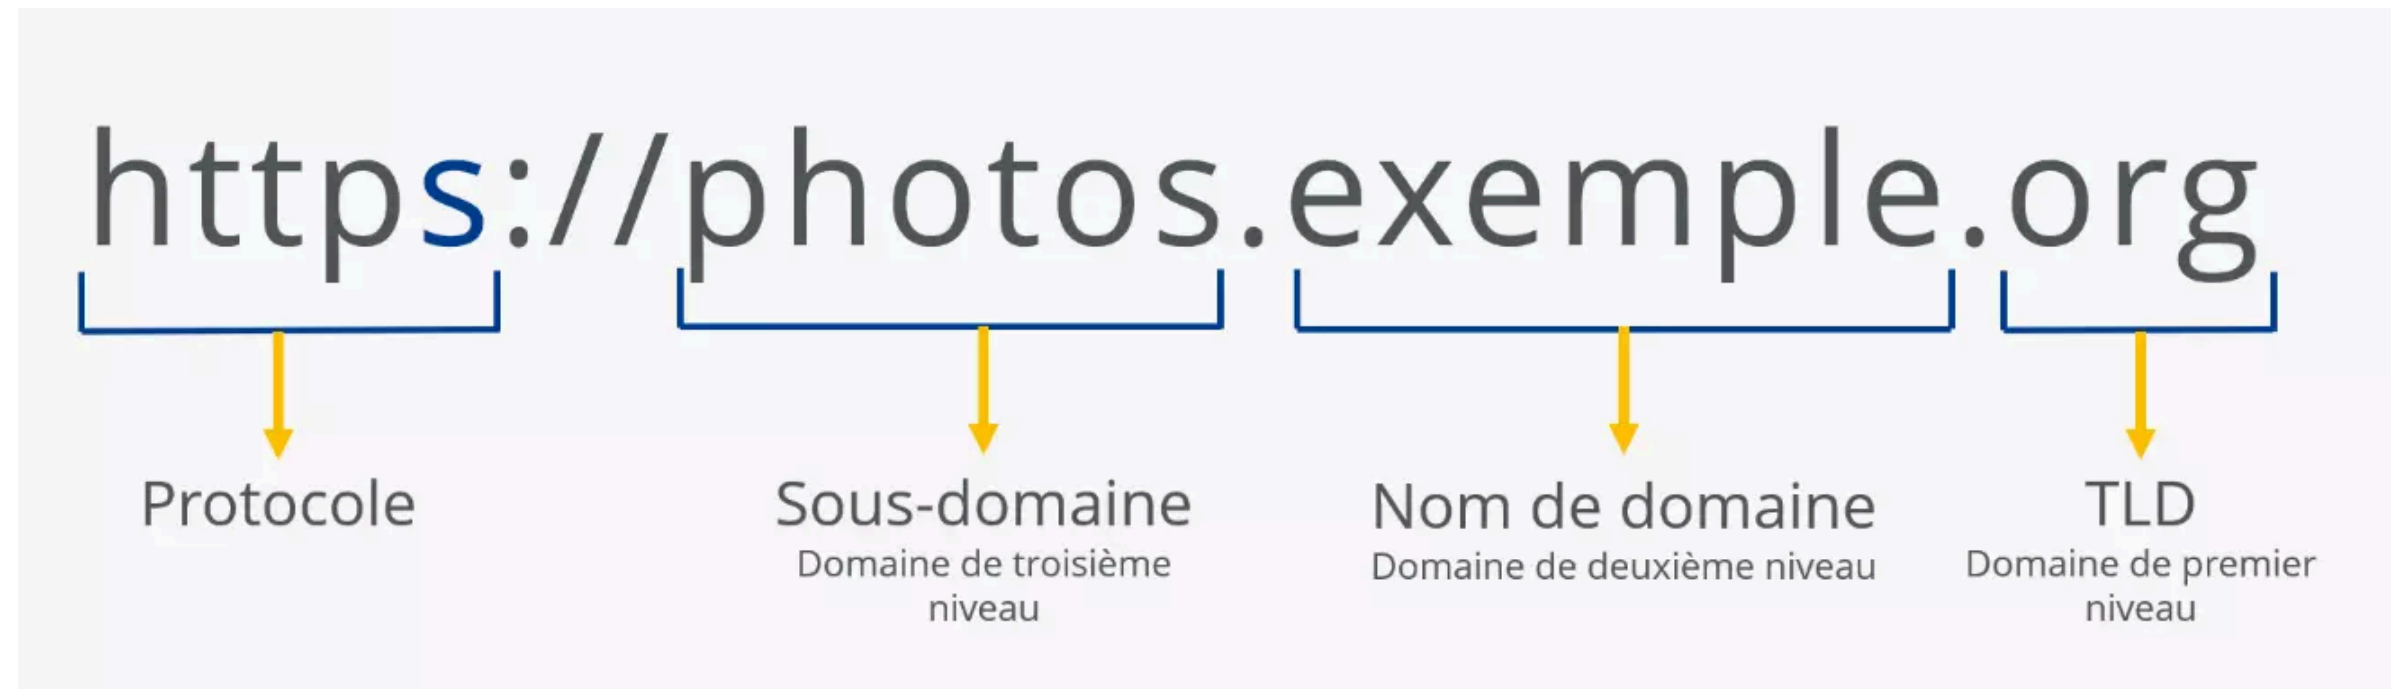 https://photos.exemple.org
Protocole
Sous-domaine
Domaine de troisième
niveau
Nom de domaine
Domaine de deuxième niveau
TLD
Domaine de premier
niveau